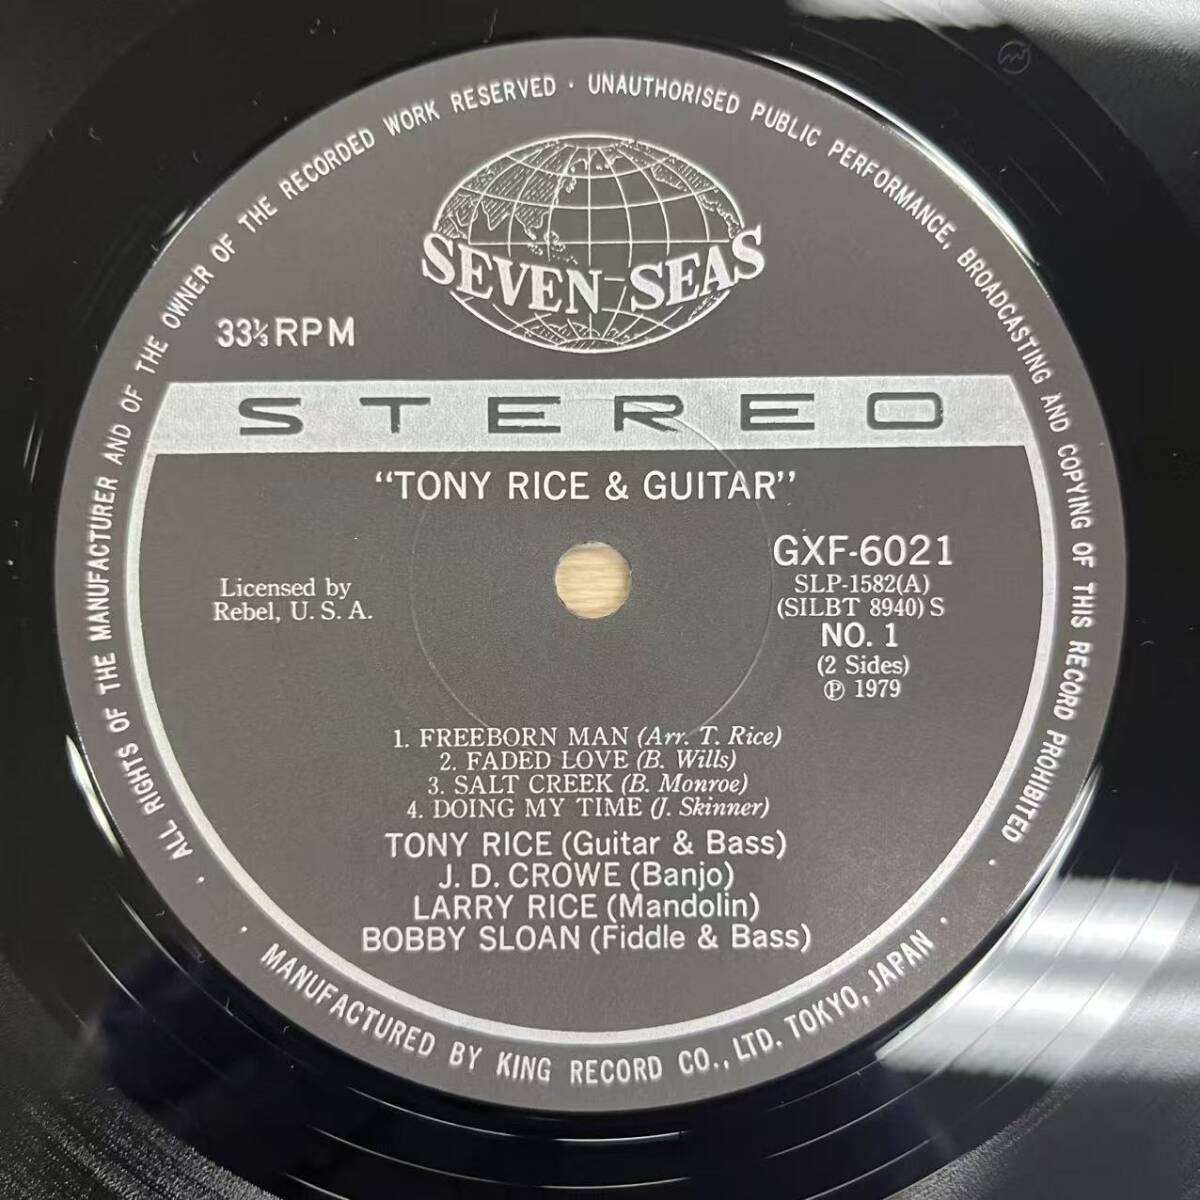 ALL RIGHTS OF THE MANUFACTURER AND OF THE OWNER OF THE RECORDED WORK RESERVED · UNAUTHORISED PUBLIC PERFORMANCE, BROADCASTING AND COPYING OF THIS RECORD PROHIBITED ·
SEVEN SEAS
33⅓ RPM
STEREO
“TONY RICE & GUITAR”
Licensed by
Rebel, U. S. A.
GXF-6021
SLP-1582(A)
(SILBT 8940) S
NO. 1
(2 Sides)
℗ 1979
1. FREEBORN MAN (Arr. T. Rice)
2. FADED LOVE (B. Wills)
3. SALT CREEK (B. Monroe)
4. DOING MY TIME (J. Skinner)
TONY RICE (Guitar & Bass)
J. D. CROWE (Banjo)
LARRY RICE (Mandolin)
BOBBY SLOAN (Fiddle & Bass)
· MANUFACTURED BY KING RECORD CO., LTD. TOKYO, JAPAN ·